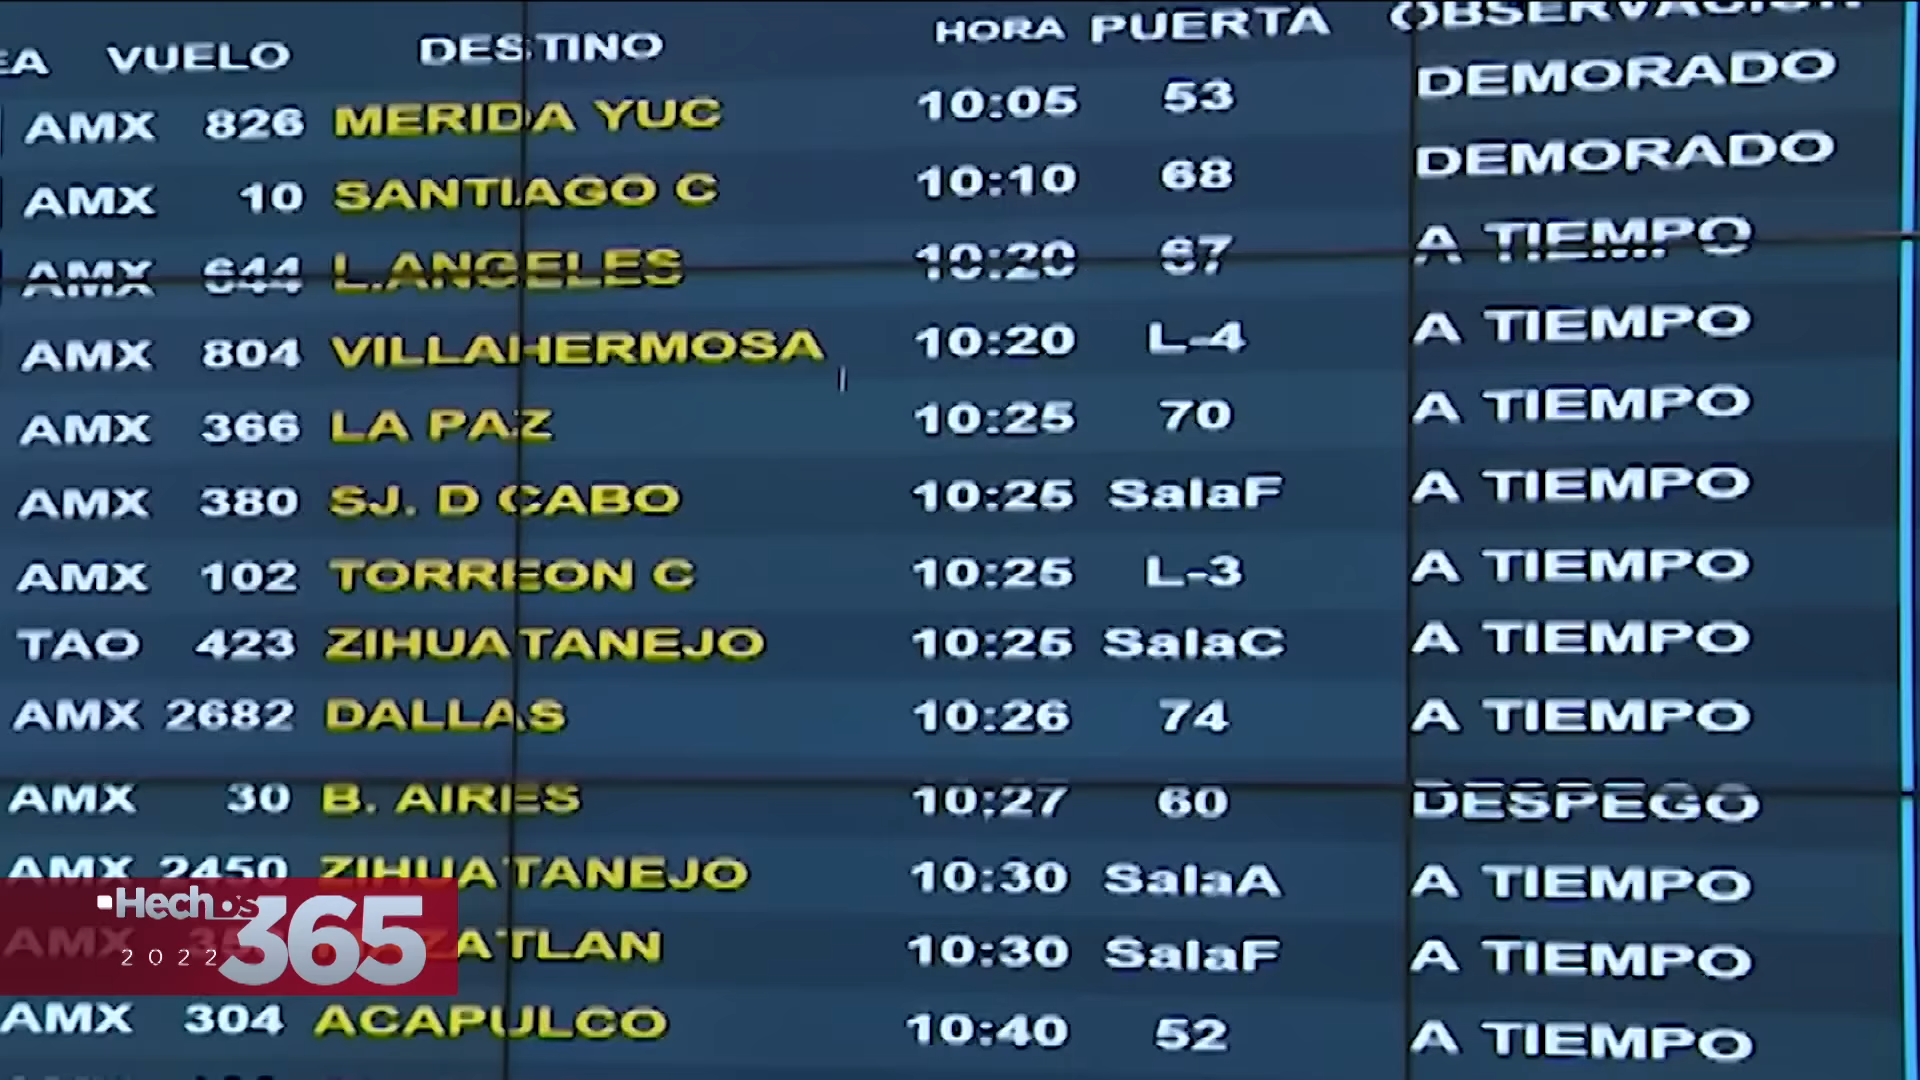 EA VUELO DESTINO HORA PUERTA OBSERVACION
AMX 826 MERIDA YUC 10:05 53 DEMORADO
AMX 10 SANTIAGO C 10:10 68 DEMORADO
AMX 644 L.ANGELES 10:20 67 A TIEMPO
AMX 804 VILLAHERMOSA 10:20 L-4 A TIEMPO
AMX 366 LA PAZ 10:25 70 A TIEMPO
AMX 380 SJ. D CABO 10:25 SalaF A TIEMPO
AMX 102 TORREON C 10:25 L-3 A TIEMPO
TAO 423 ZIHUATANEJO 10:25 SalaC A TIEMPO
AMX 2682 DALLAS 10:26 74 A TIEMPO
AMX 30 B. AIRES 10:27 60 DESPEGO
AMX 2450 ZIHUATANEJO 10:30 SalaA A TIEMPO
AMX ZATLAN 10:30 SalaF A TIEMPO
AMX 304 ACAPULCO 10:40 52 A TIEMPO
Hechos
2022 365